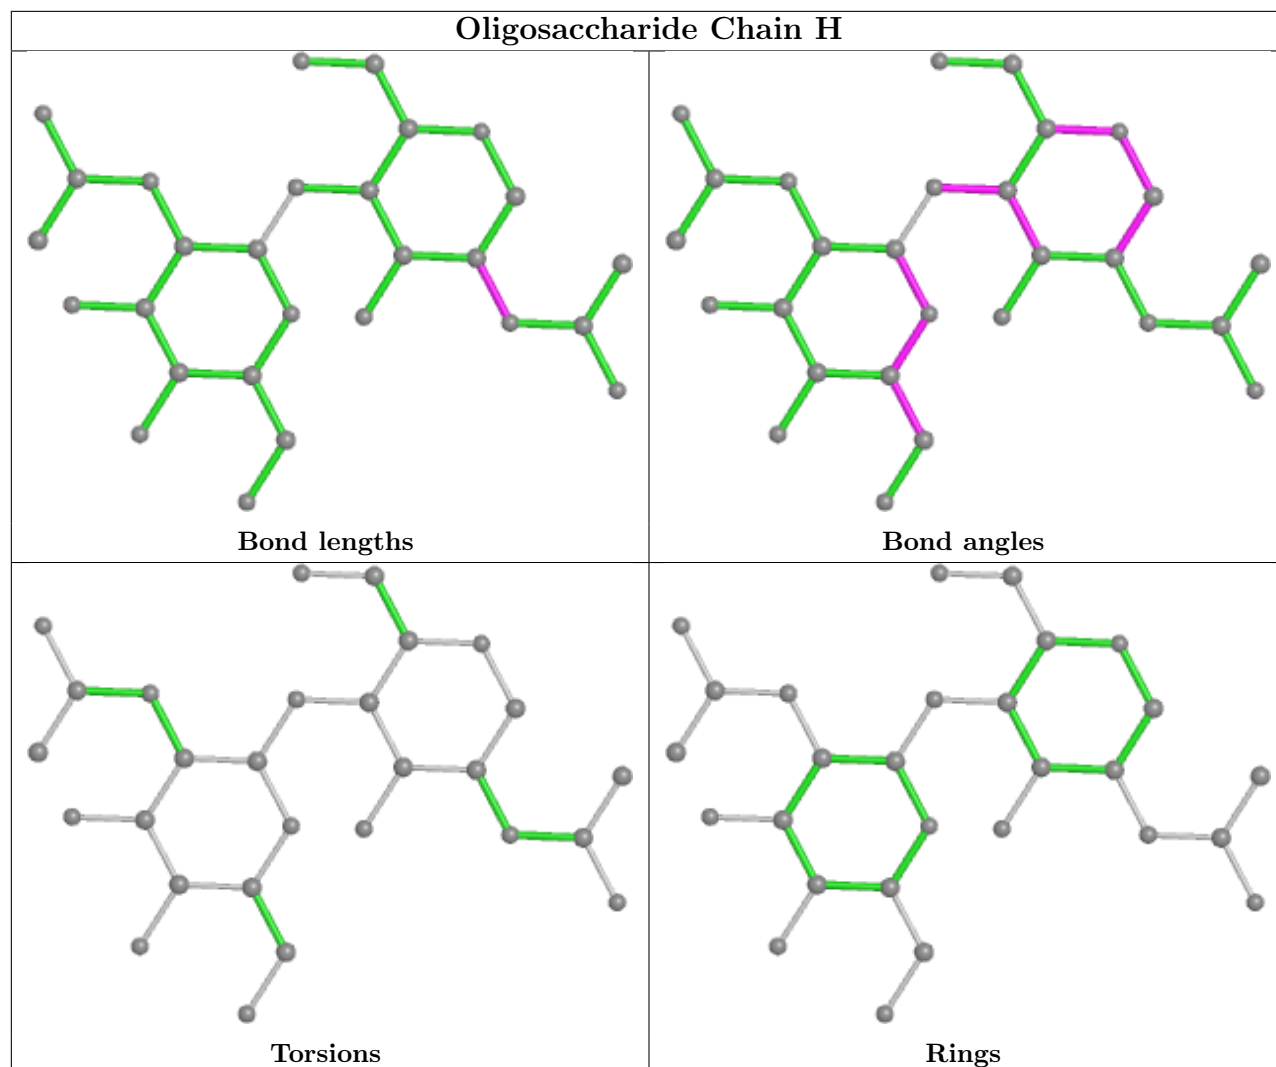 Oligosaccharide Chain H
Bond lengths
Bond angles
Torsions
Rings